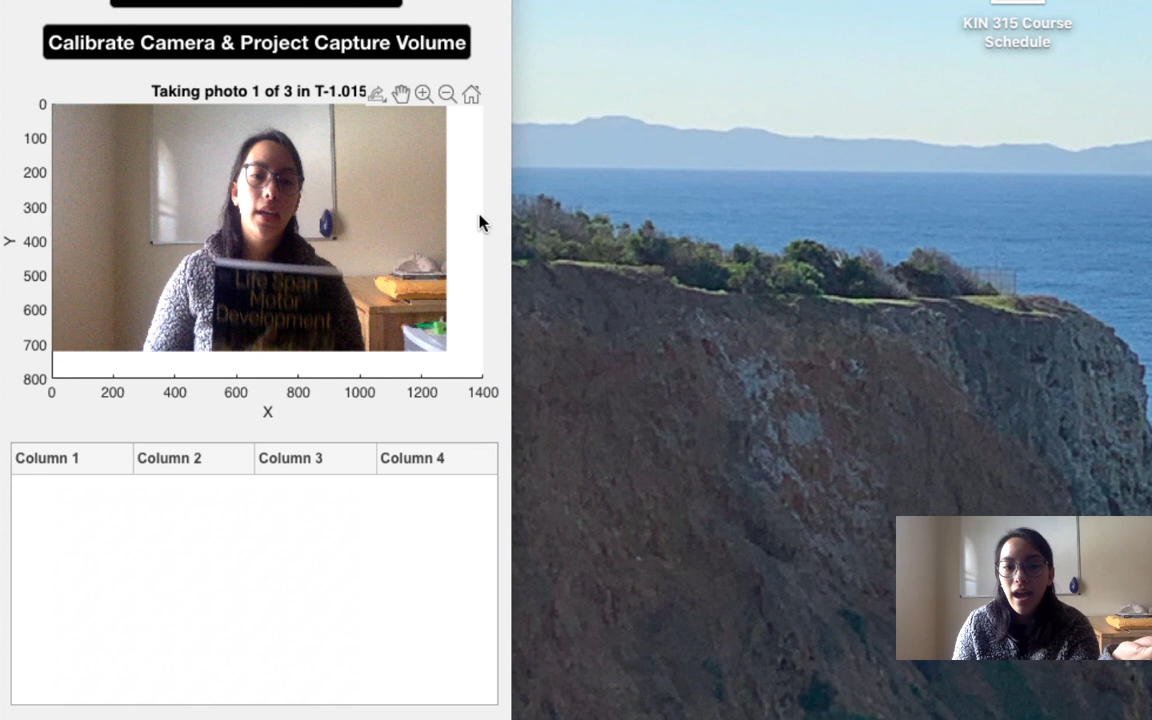 KIN 315 Course
Schedule
Calibrate Camera & Project Capture Volume
Taking photo 1 of 3 in T-1.015
0
100
200
300
400
500
600
700
800
Y
Life Span
Motor
Development
0
200
400
600
800
1000
1200
1400
X
Column 1
Column 2
Column 3
Column 4